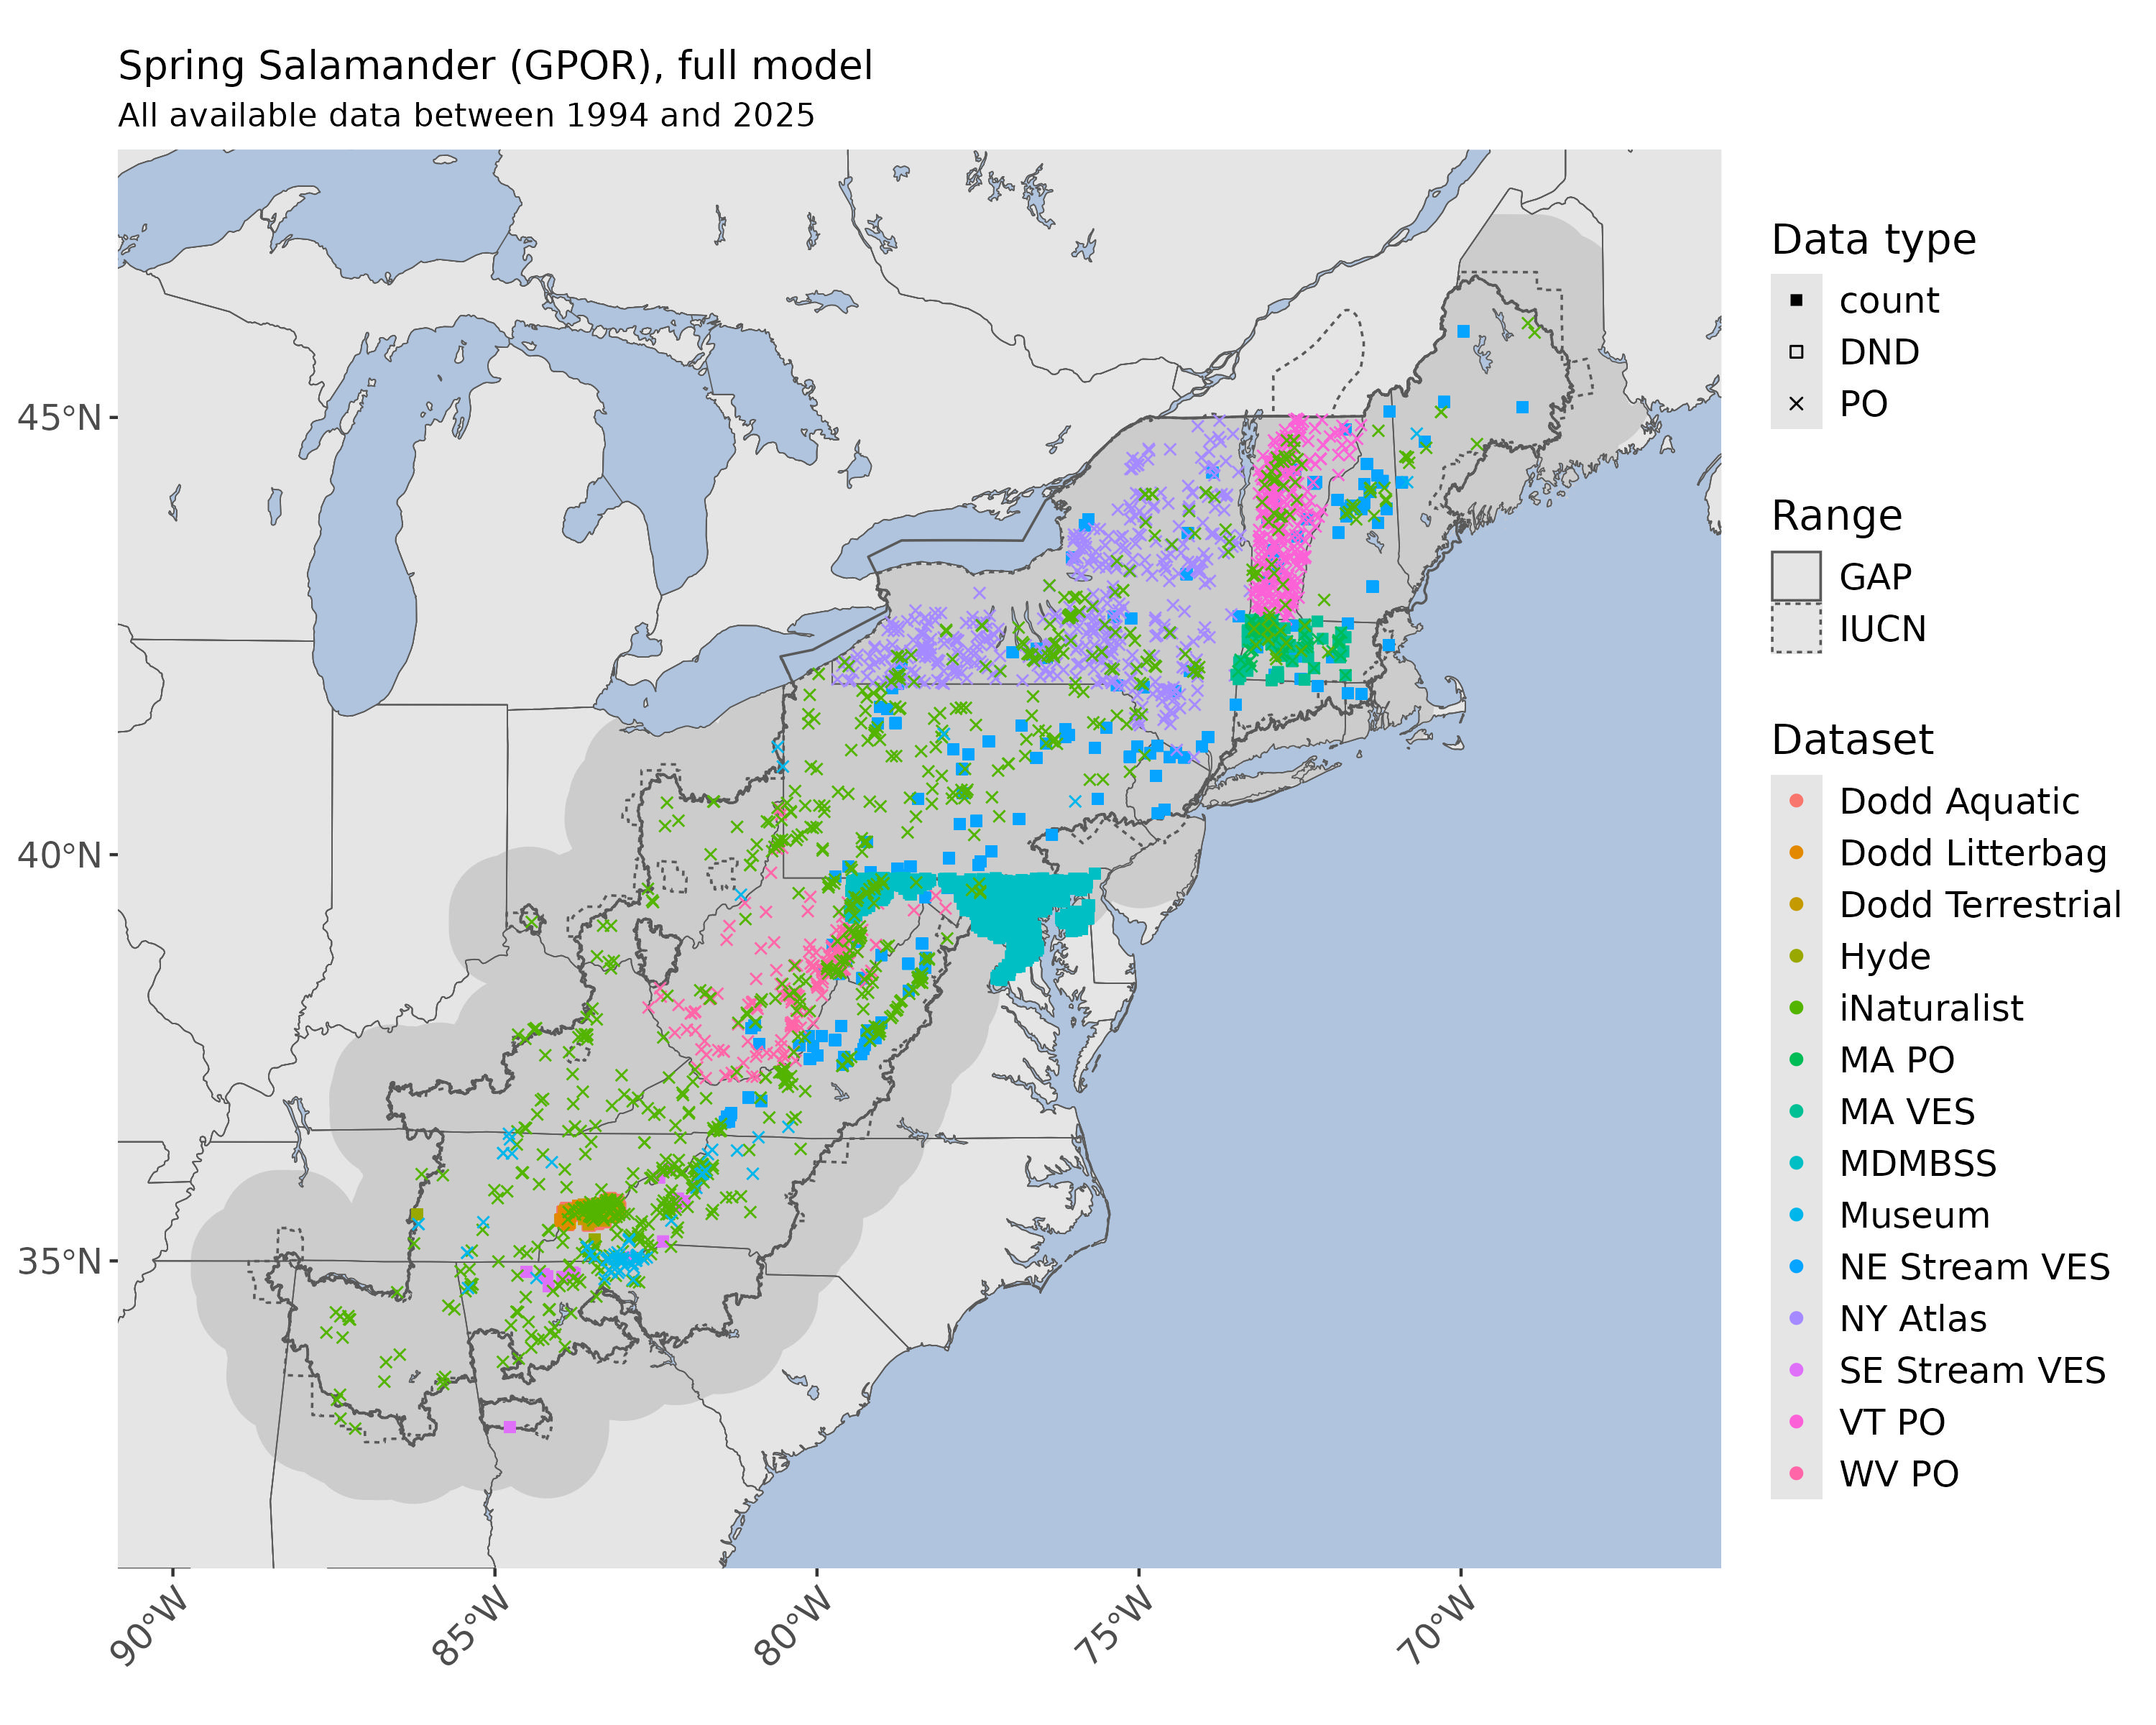 Spring Salamander (GPOR), full model
All available data between 1994 and 2025
45°N
40°N
35°N
90°W
85°W
80°W
75°W
70°W
Data type
count
DND
PO
Range
GAP
IUCN
Dataset
Dodd Aquatic
Dodd Litterbag
Dodd Terrestrial
Hyde
iNaturalist
MA PO
MA VES
MDMBSS
Museum
NE Stream VES
NY Atlas
SE Stream VES
VT PO
WV PO